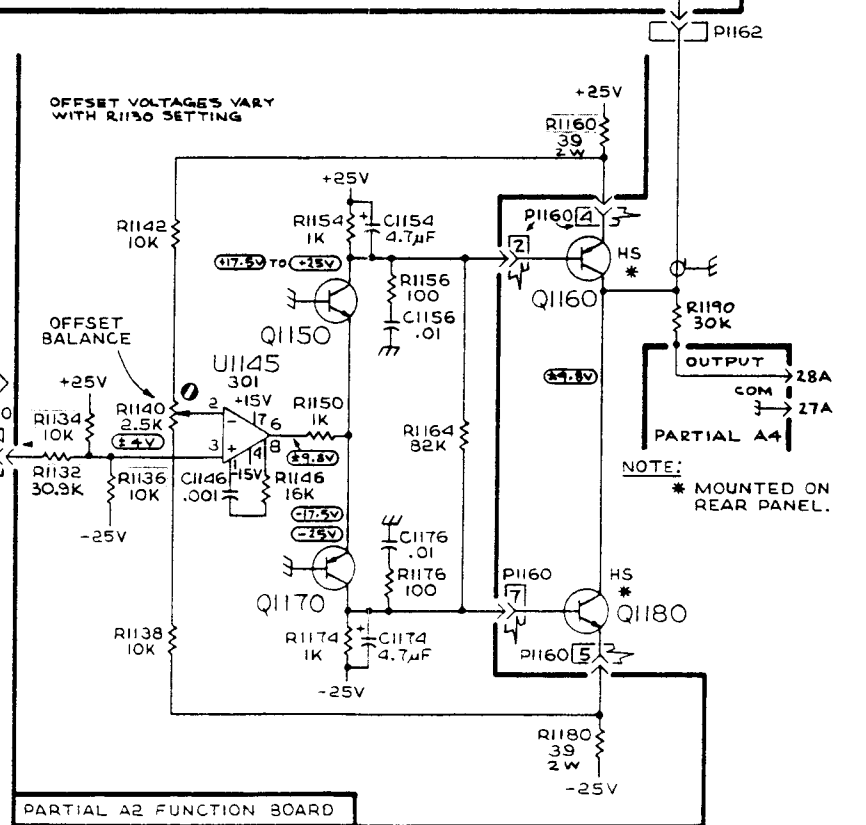 P1162
OFFSET VOLTAGES VARY
WITH R1130 SETTING
+25V
R1160
39
2W
+25V
R1142
10K
R1154
1K
+
C1154
4.7µF
P1160
4
2
+17.5V TO +25V
HS
*
R1156
100
Q1160
Q1150
C1156
.01
R1190
30K
OFFSET
BALANCE
U1145
301
±9.8V
OUTPUT
28A
+25V
+15V
COM
27A
R1134
10K
R1140
2.5K
2
-
7
6
R1150
1K
±4V
3
+
1
4
8
R1164
82K
PARTIAL A4
±9.8V
-15V
R1132
30.9K
R1136
10K
C1146
.001
R1146
16K
NOTE:
* MOUNTED ON
REAR PANEL.
-17.5V
-25V
-25V
C1176
.01
P1160
7
HS
*
R1176
100
Q1170
Q1180
R1138
10K
R1174
1K
+
C1174
4.7µF
P1160
5
-25V
R1180
39
2W
-25V
PARTIAL A2 FUNCTION BOARD